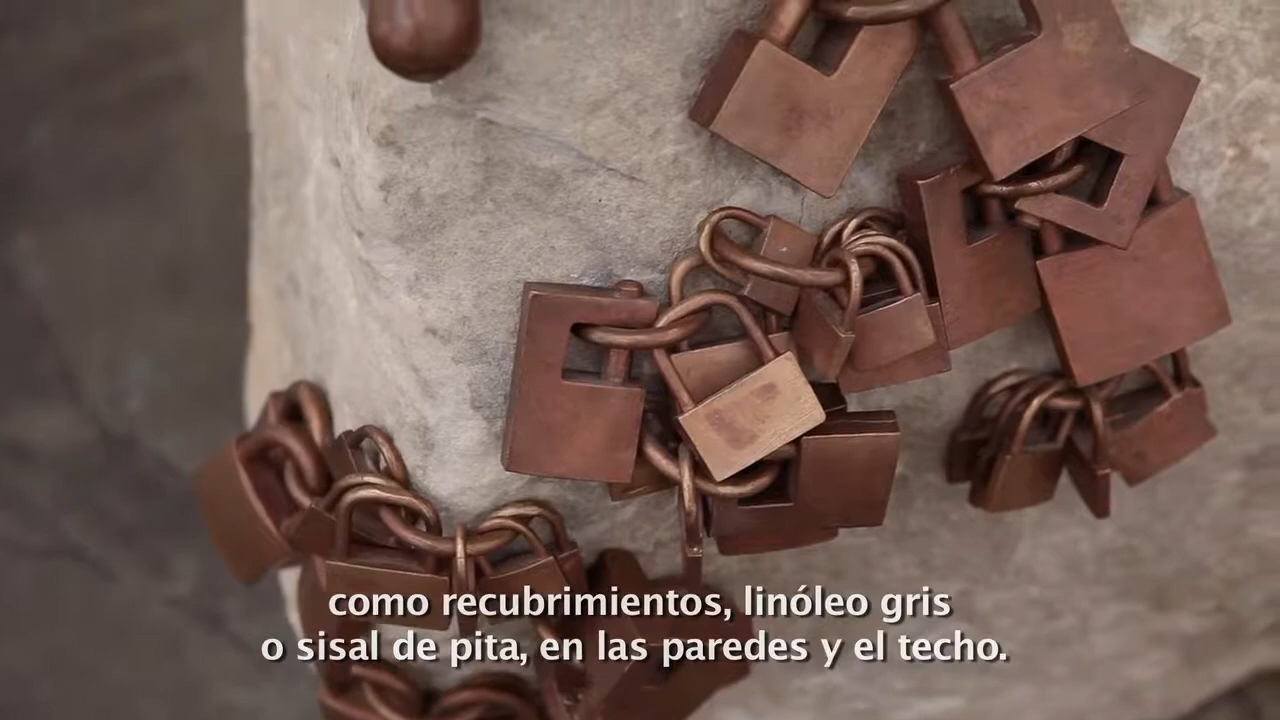 como recubrimientos, linóleo gris
o sisal de pita, en las paredes y el techo.